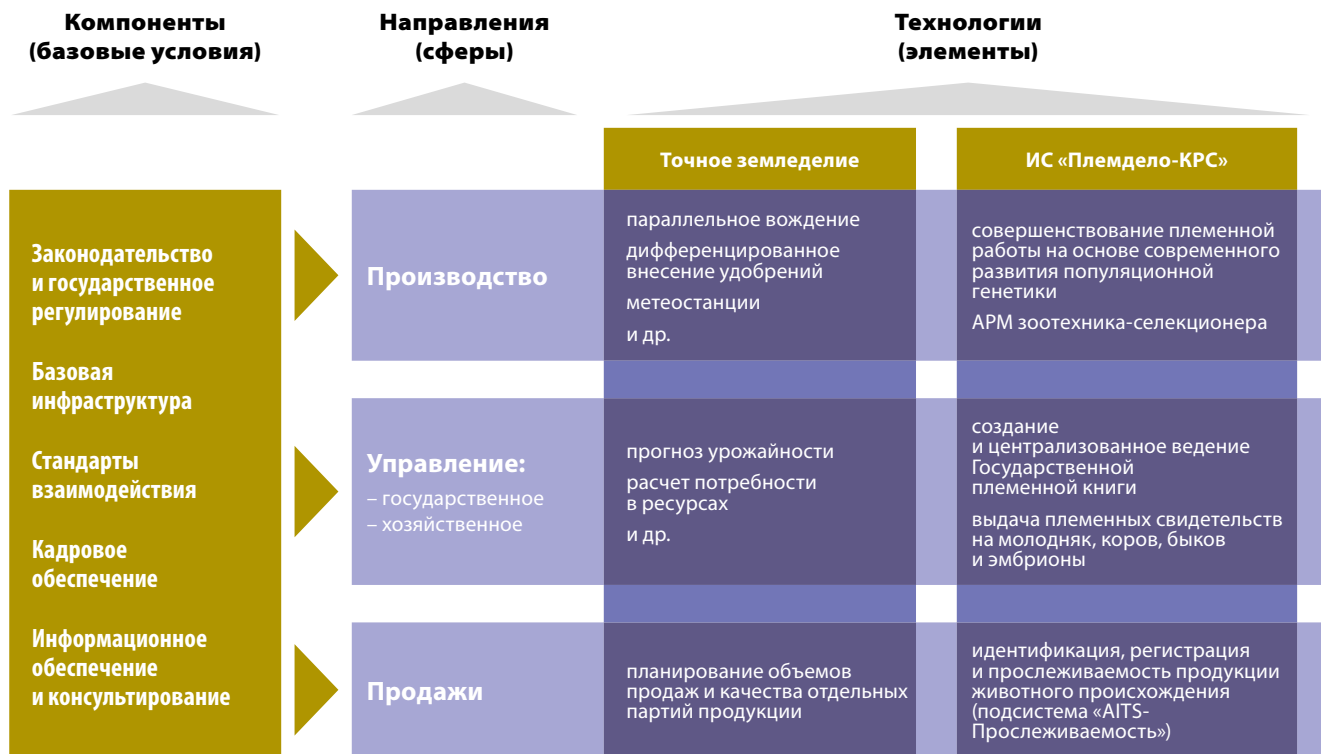 Компоненты
(базовые условия)
Направления
(сферы)
Технологии
(элементы)
Точное земледелие
ИС «Племдело-КРС»
Законодательство
и государственное
регулирование
Базовая
инфраструктура
Стандарты
взаимодействия
Кадровое
обеспечение
Информационное
обеспечение
и консультирование
Производство
параллельное вождение
дифференцированное
внесение удобрений
метеостанции
и др.
совершенствование племенной
работы на основе современного
развития популяционной
генетики
АРМ зоотехника-селекционера
Управление:
– государственное
– хозяйственное
прогноз урожайности
расчет потребности
в ресурсах
и др.
создание
и централизованное ведение
Государственной
племенной книги
выдача племенных свидетельств
на молодняк, коров, быков
и эмбрионы
Продажи
планирование объемов
продаж и качества отдельных
партий продукции
идентификация, регистрация
и прослеживаемость продукции
животного происхождения
(подсистема «AITS-
Прослеживаемость»)